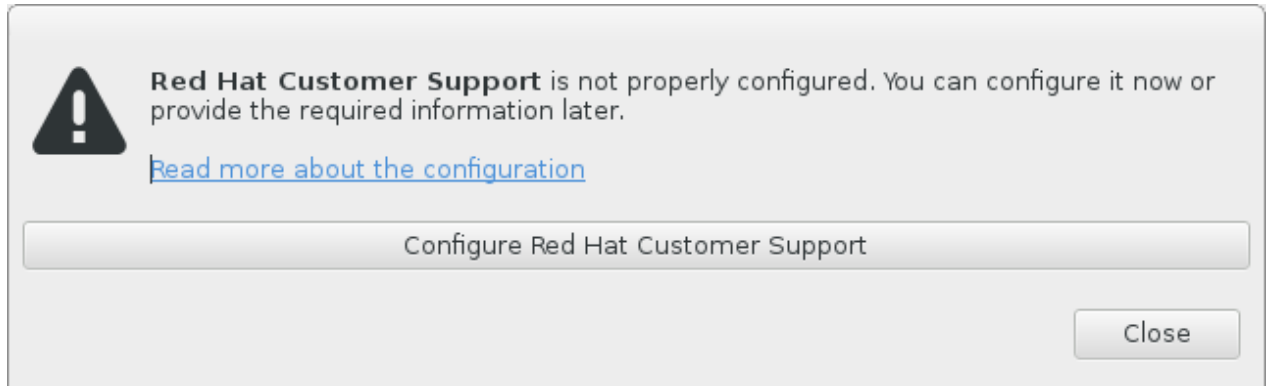 Red Hat Customer Support is not properly configured. You can configure it now or
provide the required information later.
Read more about the configuration
Configure Red Hat Customer Support
Close